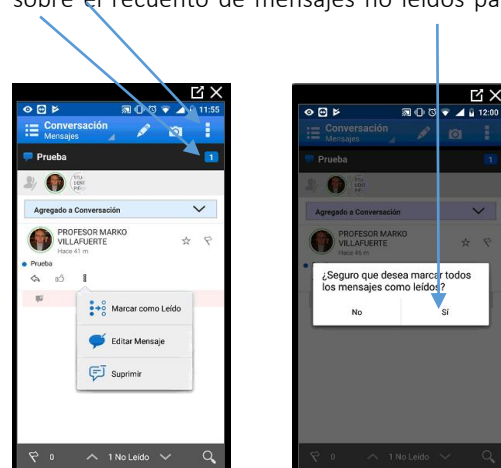 sobre el recuento de mensajes no leídos pa
11:55
Conversación
Mensajes
Prueba
1
Agregado a Conversación
PROFESOR MARKO
VILLAFUERTE
Hace 41 m
Prueba
Marcar como Leído
Editar Mensaje
Suprimir
0
1 No Leído
12:00
Conversación
Mensajes
Prueba
1
Agregado a Conversación
PROFESOR MARKO
VILLAFUERTE
Hace 46 m
¿Seguro que desea marcar todos
los mensajes como leídos?
No Sí
0
1 No Leído